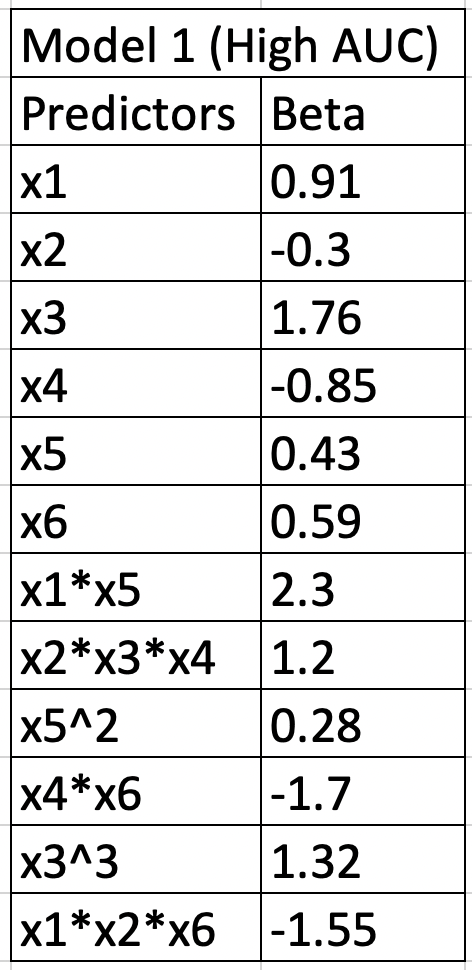 Model 1 (High AUC)
Predictors Beta
x1 0.91
x2 -0.3
x3 1.76
x4 -0.85
x5 0.43
x6 0.59
x1*x5 2.3
x2*x3*x4 1.2
x5^2 0.28
x4*x6 -1.7
x3^3 1.32
x1*x2*x6 -1.55